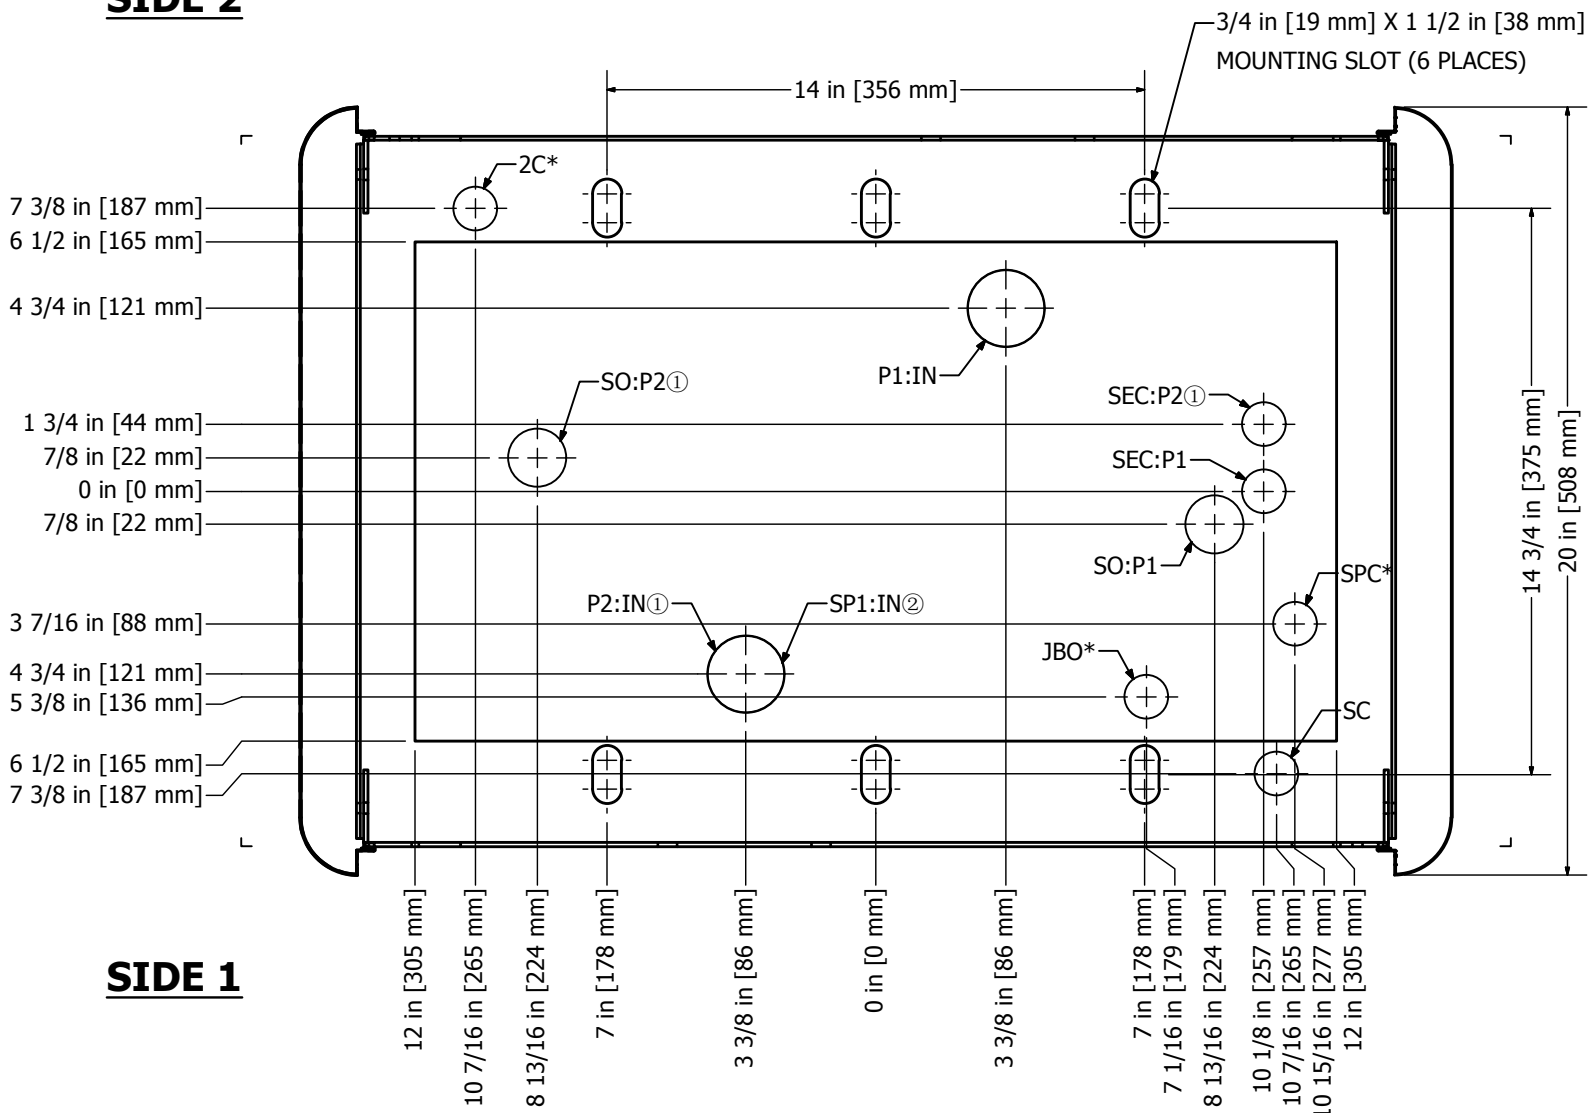 SIDE 2
3/4 in [19 mm] X 1 1/2 in [38 mm]
MOUNTING SLOT (6 PLACES)
14 in [356 mm]
2C*
7 3/8 in [187 mm]
6 1/2 in [165 mm]
4 3/4 in [121 mm]
P1:IN
SO:P2①
SEC:P2①
1 3/4 in [44 mm]
7/8 in [22 mm]
SEC:P1
0 in [0 mm]
7/8 in [22 mm]
SO:P1
14 3/4 in [375 mm]
20 in [508 mm]
SPC*
P2:IN①
SP1:IN②
3 7/16 in [88 mm]
JBO*
4 3/4 in [121 mm]
5 3/8 in [136 mm]
SC
6 1/2 in [165 mm]
7 3/8 in [187 mm]
SIDE 1
12 in [305 mm]
10 7/16 in [265 mm]
8 13/16 in [224 mm]
7 in [178 mm]
3 3/8 in [86 mm]
0 in [0 mm]
3 3/8 in [86 mm]
7 in [178 mm]
7 1/16 in [179 mm]
8 13/16 in [224 mm]
10 1/8 in [257 mm]
10 7/16 in [265 mm]
10 15/16 in [277 mm]
12 in [305 mm]